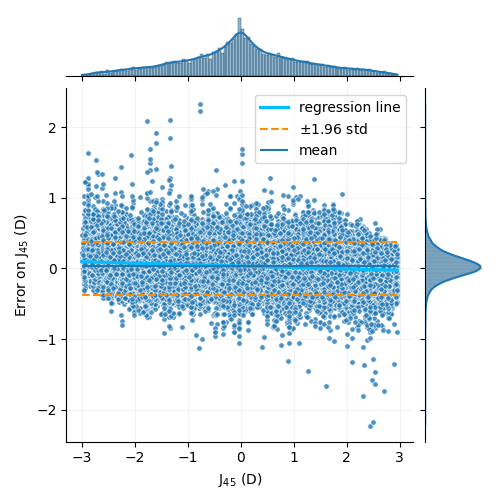 regression line
±1.96 std
mean
2
1
0
−1
−2
Error on J₄₅ (D)
−3 −2 −1 0 1 2 3
J₄₅ (D)